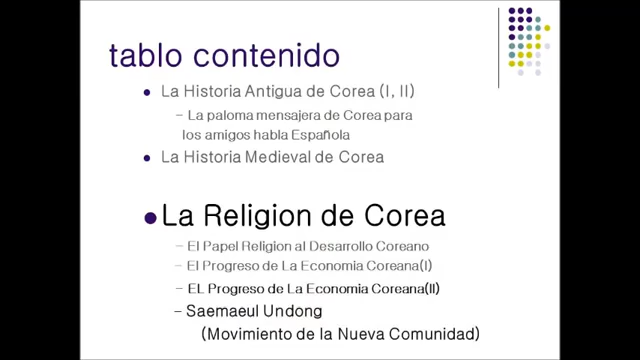 tablo contenido
La Historia Antigua de Corea (I, II)
- La paloma mensajera de Corea para
los amigos habla Española
La Historia Medieval de Corea
La Religion de Corea
- El Papel Religion al Desarrollo Coreano
- El Progreso de La Economia Coreana(I)
- EL Progreso de La Economia Coreana(II)
- Saemaeul Undong
(Movimiento de la Nueva Comunidad)